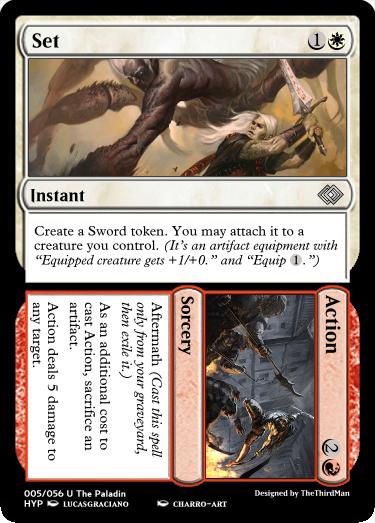 Set 1
Instant
Create a Sword token. You may attach it to a
creature you control. (It's an artifact equipment with
“Equipped creature gets +1/+0.” and “Equip 1.”)
Action 2
Sorcery
Aftermath (Cast this spell
only from your graveyard,
then exile it.)
As an additional cost to
cast Action, sacrifice an
artifact.
Action deals 5 damage to
any target.
005/056 U The Paladin
HYP LUCASGRACIANO CHARRO-ART
Designed by TheThirdMan